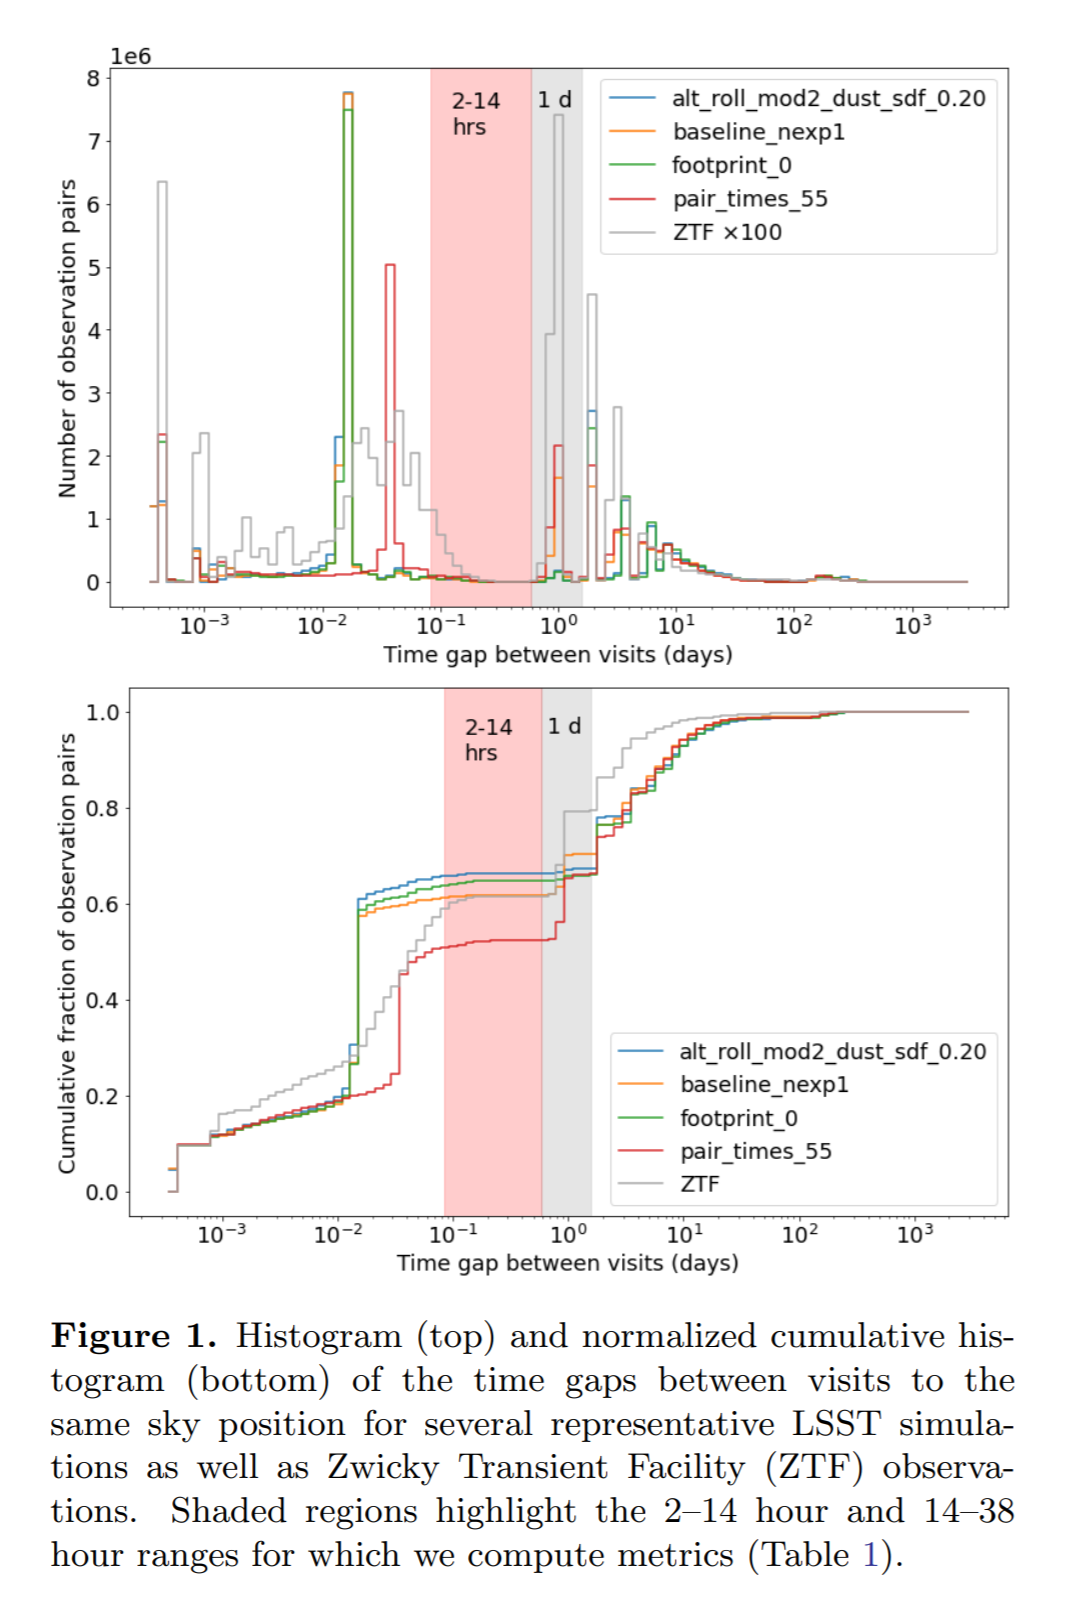 1e6
8
7
6
5
4
3
2
1
0
Number of observation pairs
2-14
hrs
1 d
alt_roll_mod2_dust_sdf_0.20
baseline_nexp1
footprint_0
pair_times_55
ZTF ×100
10⁻³ 10⁻² 10⁻¹ 10⁰ 10¹ 10² 10³
Time gap between visits (days)
1.0
0.8
0.6
0.4
0.2
0.0
Cumulative fraction of observation pairs
2-14
hrs
1 d
alt_roll_mod2_dust_sdf_0.20
baseline_nexp1
footprint_0
pair_times_55
ZTF
10⁻³ 10⁻² 10⁻¹ 10⁰ 10¹ 10² 10³
Time gap between visits (days)
Figure 1. Histogram (top) and normalized cumulative his-
togram (bottom) of the time gaps between visits to the
same sky position for several representative LSST simula-
tions as well as Zwicky Transient Facility (ZTF) observa-
tions. Shaded regions highlight the 2–14 hour and 14–38
hour ranges for which we compute metrics (Table 1).